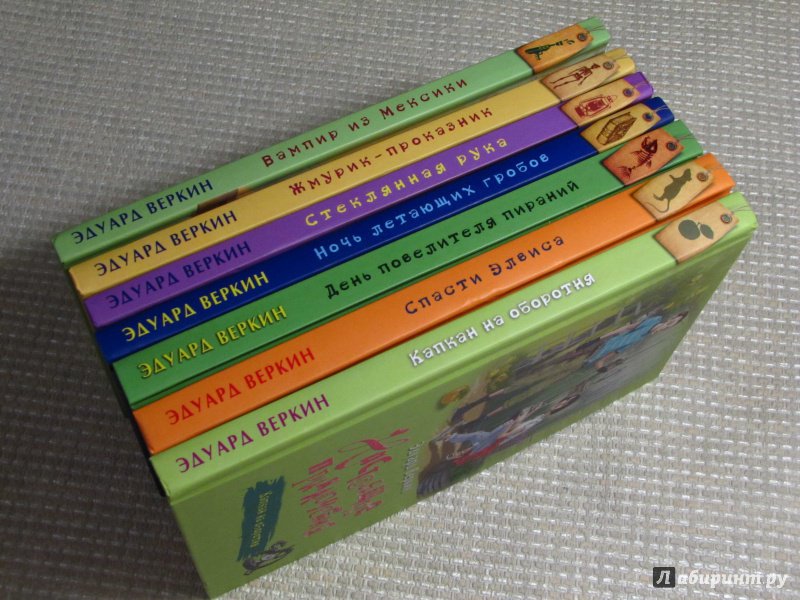 ЭДУАРД ВЕРКИН Вампир из Мексики
ЭДУАРД ВЕРКИН Жмурик-проказник
ЭДУАРД ВЕРКИН Стеклянная рука
ЭДУАРД ВЕРКИН Ночь летающих гробов
ЭДУАРД ВЕРКИН День повелителя пираний
ЭДУАРД ВЕРКИН Спасти Элвиса
ЭДУАРД ВЕРКИН Капкан на оборотня
Лабиринт.ру